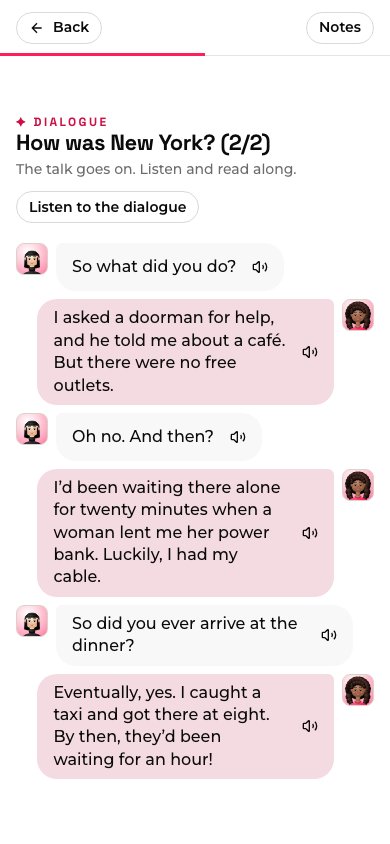 Back
Notes
DIALOGUE
How was New York? (2/2)
The talk goes on. Listen and read along.
Listen to the dialogue
So what did you do?
I asked a doorman for help,
and he told me about a café.
But there were no free
outlets.
Oh no. And then?
I’d been waiting there alone
for twenty minutes when a
woman lent me her power
bank. Luckily, I had my
cable.
So did you ever arrive at the
dinner?
Eventually, yes. I caught a
taxi and got there at eight.
By then, they’d been
waiting for an hour!